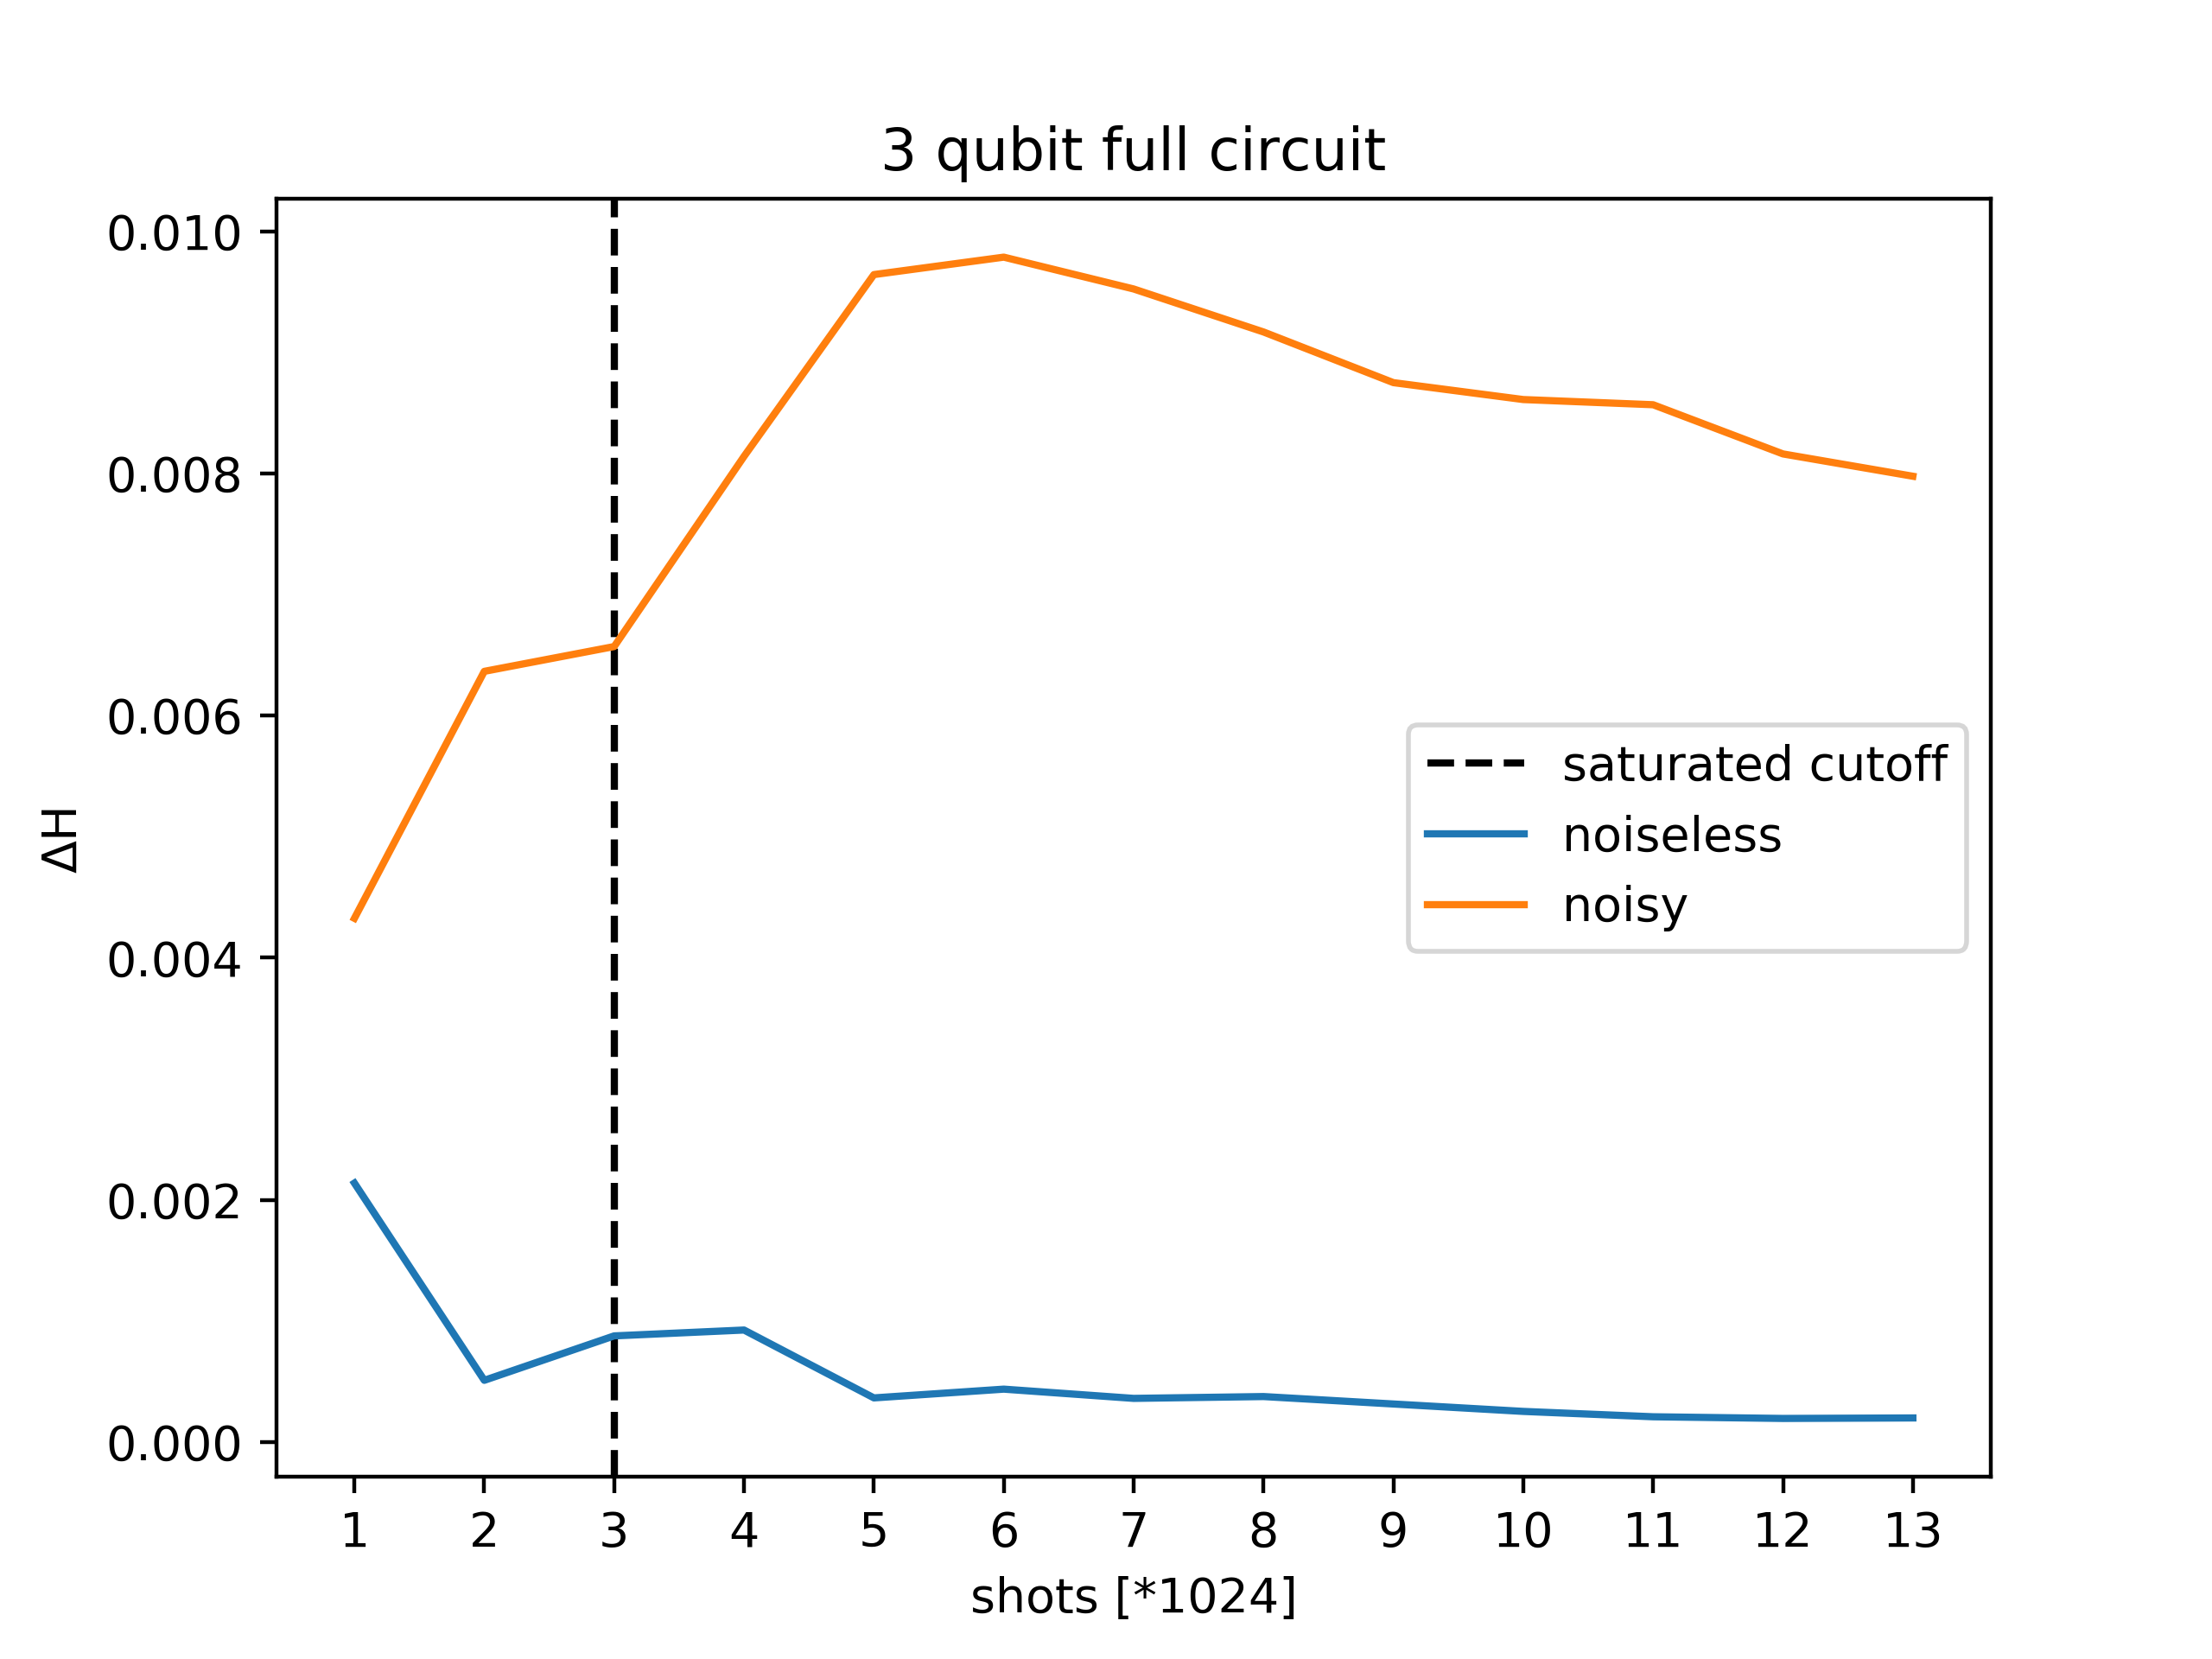 3 qubit full circuit
0.010
0.008
0.006
0.004
0.002
0.000
ΔH
saturated cutoff
noiseless
noisy
1 2 3 4 5 6 7 8 9 10 11 12 13
shots [*1024]